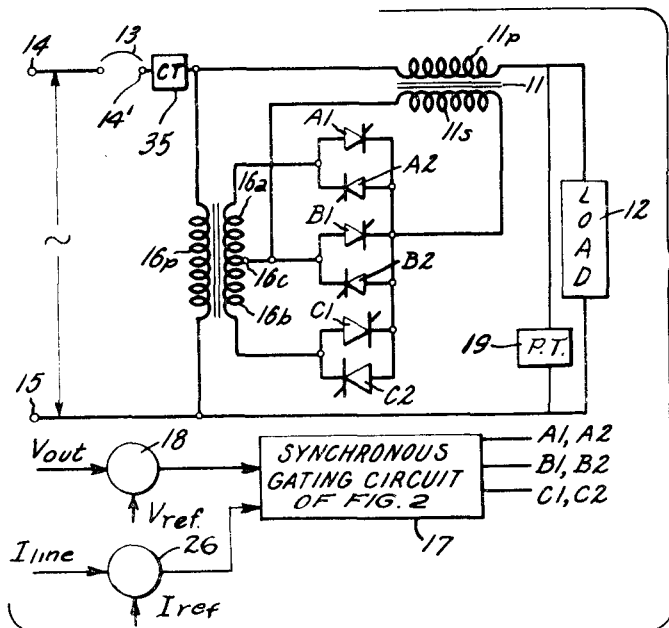 14
13
14'
CT
35
11p
11
11s
A1
A2
B1
B2
C1
C2
16a
16p
16c
16b
LOAD
12
19
P.T.
15
~
Vout
18
Vref.
SYNCHRONOUS
GATING CIRCUIT
OF FIG. 2
17
A1, A2
B1, B2
C1, C2
Iline
26
Iref